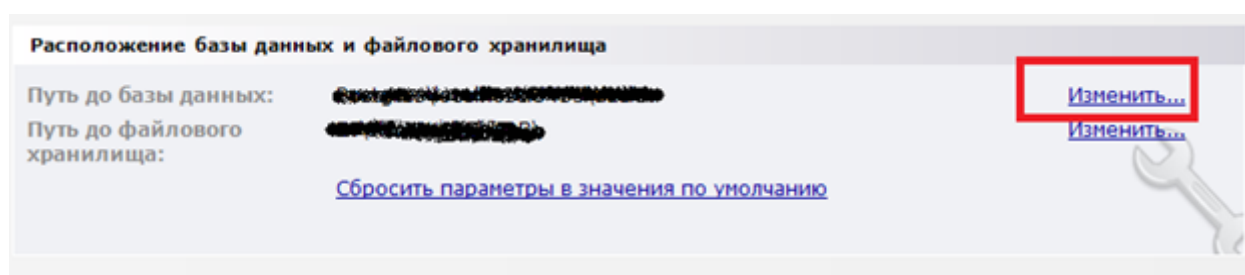 Расположение базы данных и файлового хранилища
Путь до базы данных: Изменить...
Путь до файлового Изменить...
хранилища:
Сбросить параметры в значения по умолчанию